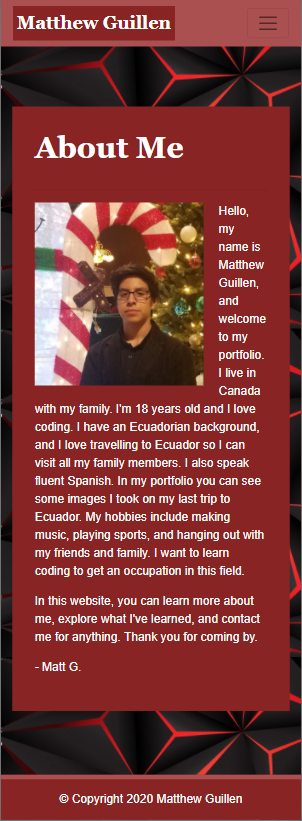 Matthew Guillen
About Me
Hello,
my
name is
Matthew
Guillen,
and
welcome
to my
portfolio.
I live in
Canada
with my family. I'm 18 years old and I love
coding. I have an Ecuadorian background,
and I love travelling to Ecuador so I can
visit all my family members. I also speak
fluent Spanish. In my portfolio you can see
some images I took on my last trip to
Ecuador. My hobbies include making
music, playing sports, and hanging out with
my friends and family. I want to learn
coding to get an occupation in this field.
In this website, you can learn more about
me, explore what I've learned, and contact
me for anything. Thank you for coming by.
- Matt G.
© Copyright 2020 Matthew Guillen